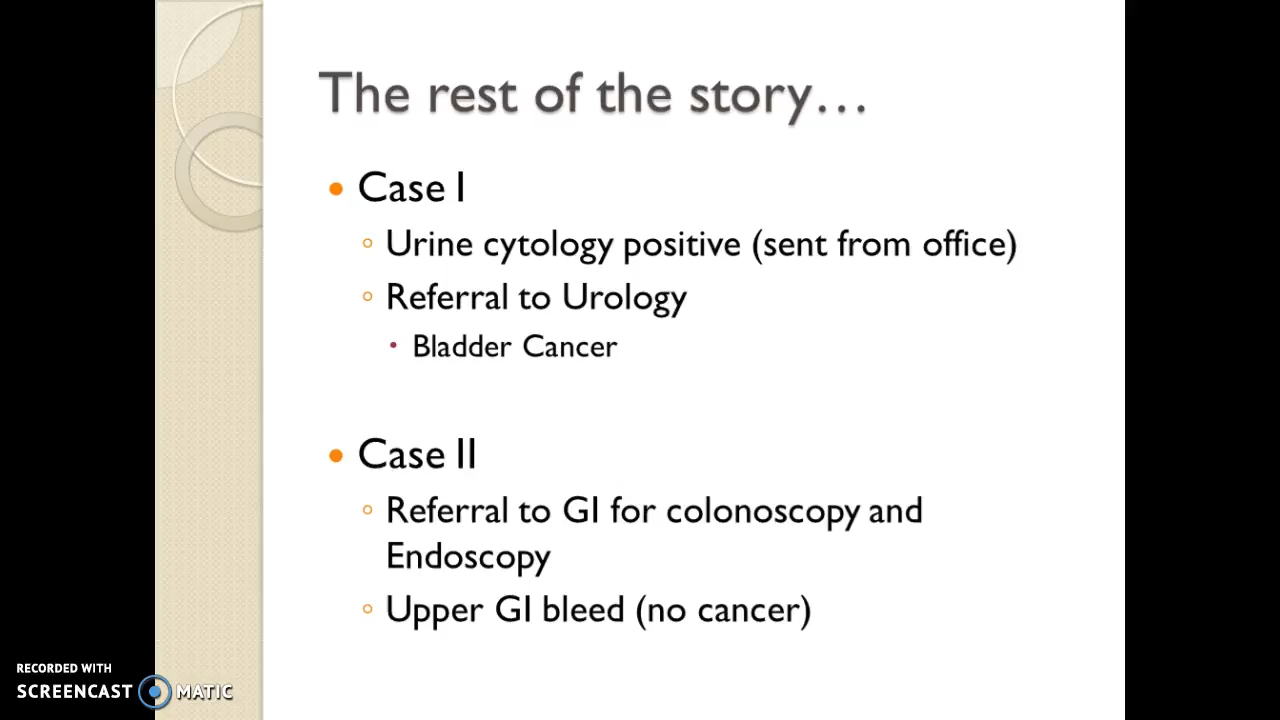 The rest of the story…
Case I
Urine cytology positive (sent from office)
Referral to Urology
Bladder Cancer
Case II
Referral to GI for colonoscopy and
Endoscopy
Upper GI bleed (no cancer)
RECORDED WITH
SCREENCAST MATIC